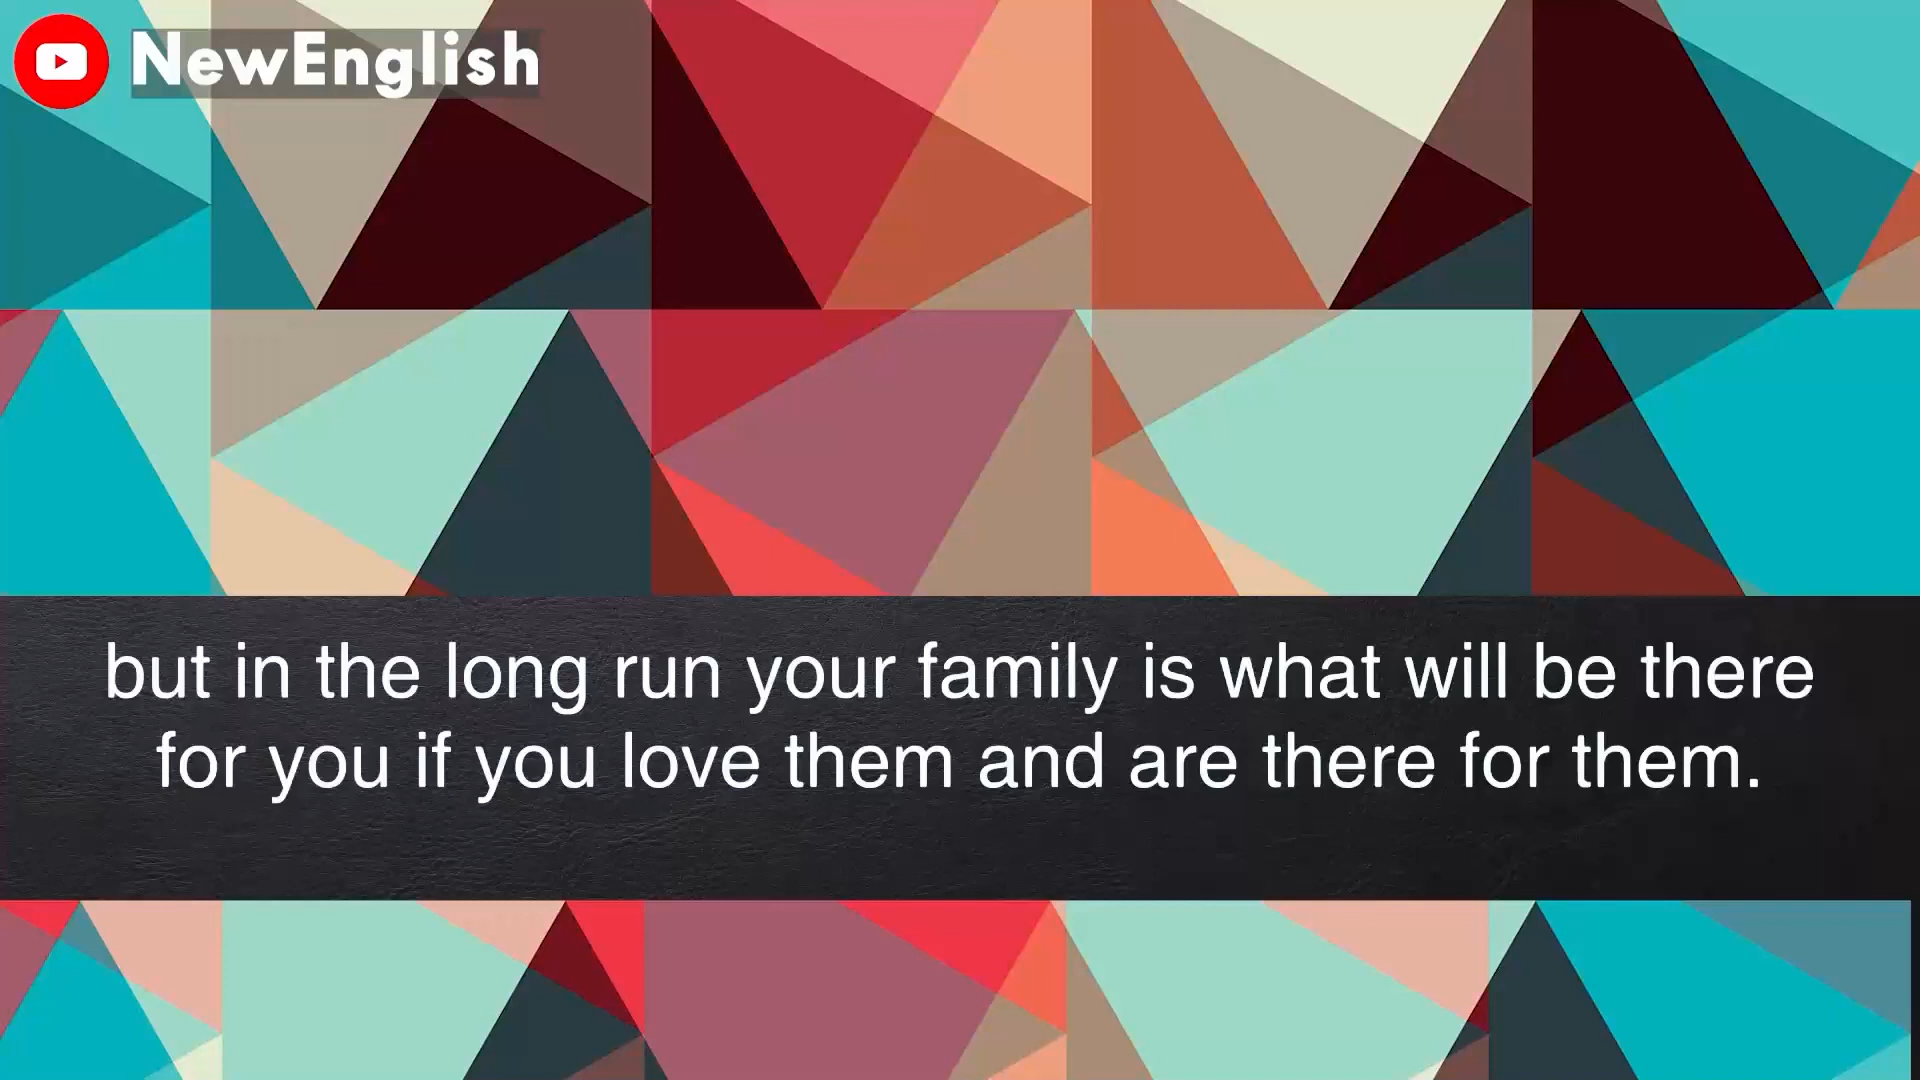 NewEnglish
but in the long run your family is what will be there
for you if you love them and are there for them.